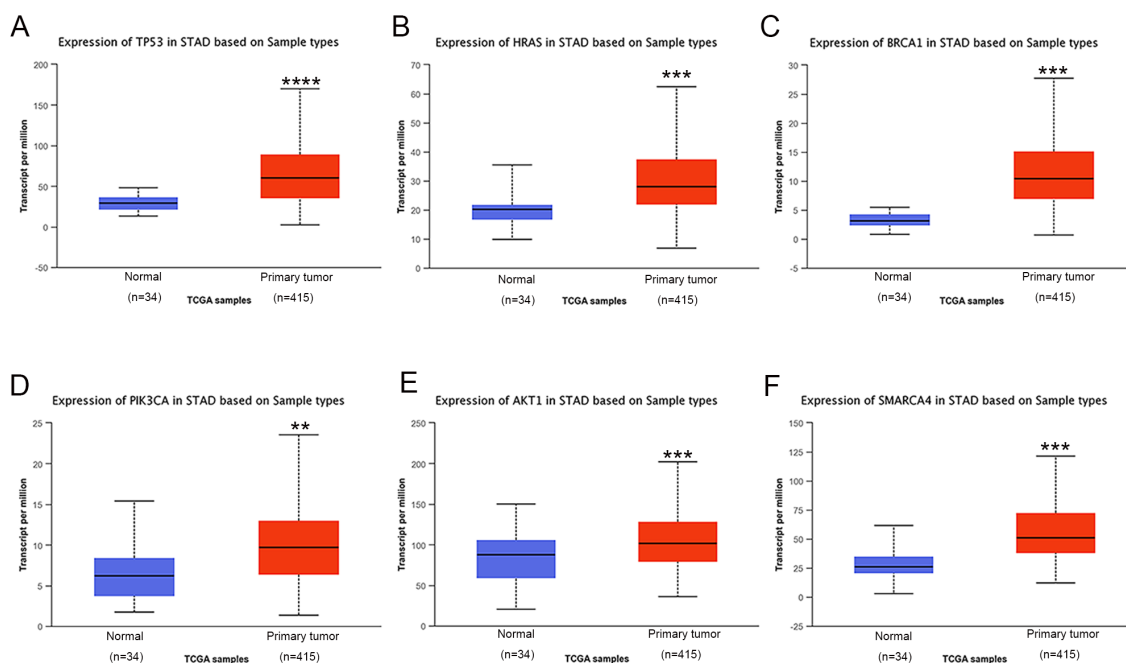 A
Expression of TP53 in STAD based on Sample types
****
Transcript per million
200
150
100
50
0
-50
Normal
Primary tumor
(n=34)
TCGA samples
(n=415)
B
Expression of HRAS in STAD based on Sample types
***
Transcript per million
70
60
50
40
30
20
10
0
Normal
Primary tumor
(n=34)
TCGA samples
(n=415)
C
Expression of BRCA1 in STAD based on Sample types
***
Transcript per million
30
25
20
15
10
5
0
-5
Normal
Primary tumor
(n=34)
TCGA samples
(n=415)
D
Expression of PIK3CA in STAD based on Sample types
**
Transcript per million
25
20
15
10
5
0
Normal
Primary tumor
(n=34)
TCGA samples
(n=415)
E
Expression of AKT1 in STAD based on Sample types
***
Transcript per million
250
200
150
100
50
0
Normal
Primary tumor
(n=34)
TCGA samples
(n=415)
F
Expression of SMARCA4 in STAD based on Sample types
***
Transcript per million
150
125
100
75
50
25
0
-25
Normal
Primary tumor
(n=34)
TCGA samples
(n=415)